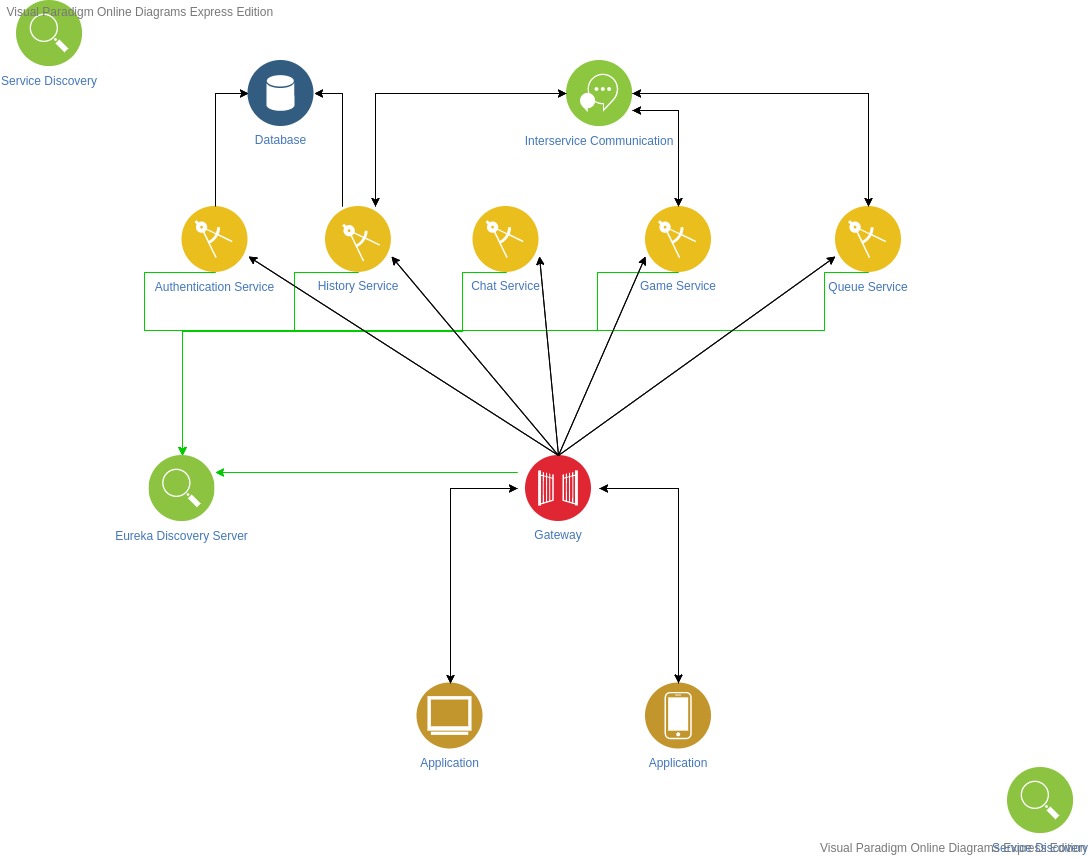 Visual Paradigm Online Diagrams Express Edition
Service Discovery
Database
Interservice Communication
Authentication Service
History Service
Chat Service
Game Service
Queue Service
Eureka Discovery Server
Gateway
Application
Application
Visual Paradigm Online Diagrams Express Edition
Service Discovery